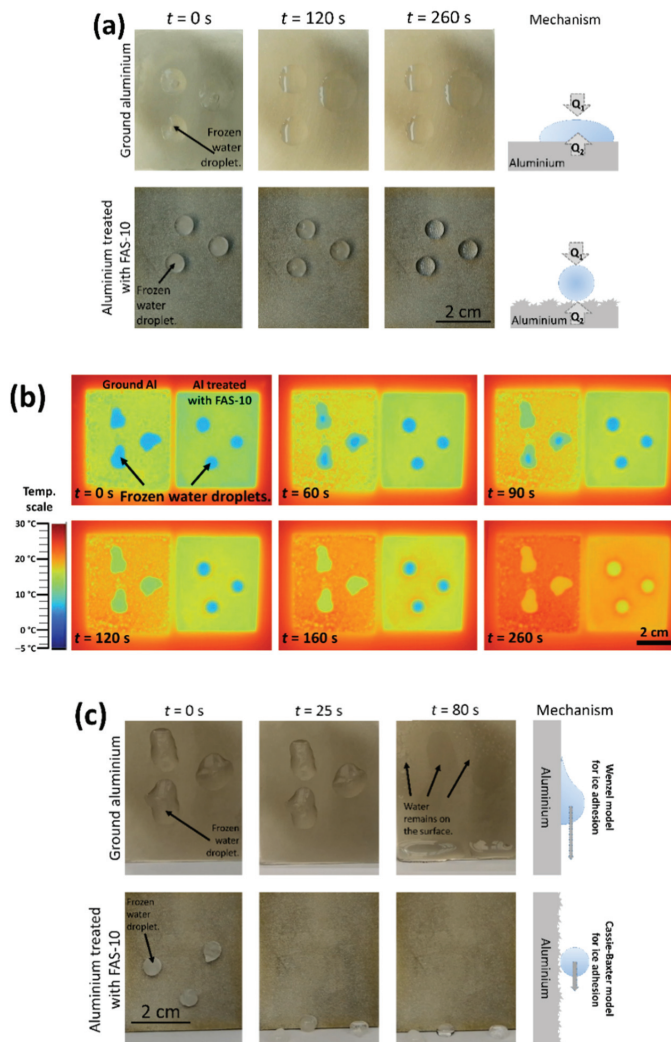 (a)
t = 0 s
t = 120 s
t = 260 s
Mechanism
Ground aluminium
Frozen
water
droplet.
Q1
Q2
Aluminium
Aluminium treated
with FAS-10
Frozen
water
droplet.
2 cm
Q1
Q2
Aluminium
(b)
Ground Al
Al treated
with FAS-10
Frozen water droplets.
t = 0 s
t = 60 s
t = 90 s
Temp.
scale
30 °C
20 °C
10 °C
0 °C
−5 °C
t = 120 s
t = 160 s
t = 260 s
2 cm
(c)
t = 0 s
t = 25 s
t = 80 s
Mechanism
Ground aluminium
Frozen
water
droplet.
Water
remains on
the surface.
Aluminium
Wenzel model
for ice adhesion
Aluminium treated
with FAS-10
Frozen
water
droplet.
2 cm
Aluminium
Cassie-Baxter model
for ice adhesion